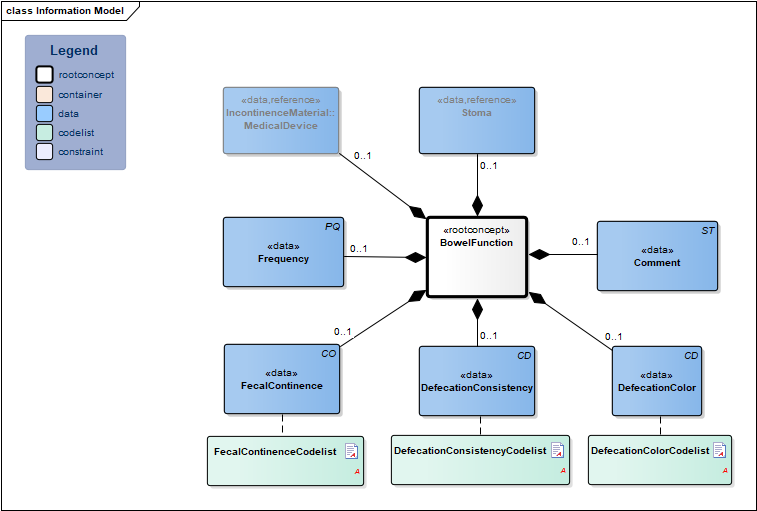 class Information Model
Legend
rootconcept
container
data
codelist
constraint
«data,reference»
IncontinenceMaterial::
MedicalDevice
«data,reference»
Stoma
0..1
0..1
«rootconcept»
BowelFunction
PQ
«data»
Frequency
0..1
ST
«data»
Comment
0..1
CO
«data»
FecalContinence
0..1
CD
«data»
DefecationConsistency
0..1
CD
«data»
DefecationColor
0..1
FecalContinenceCodelist
A
DefecationConsistencyCodelist
A
DefecationColorCodelist
A